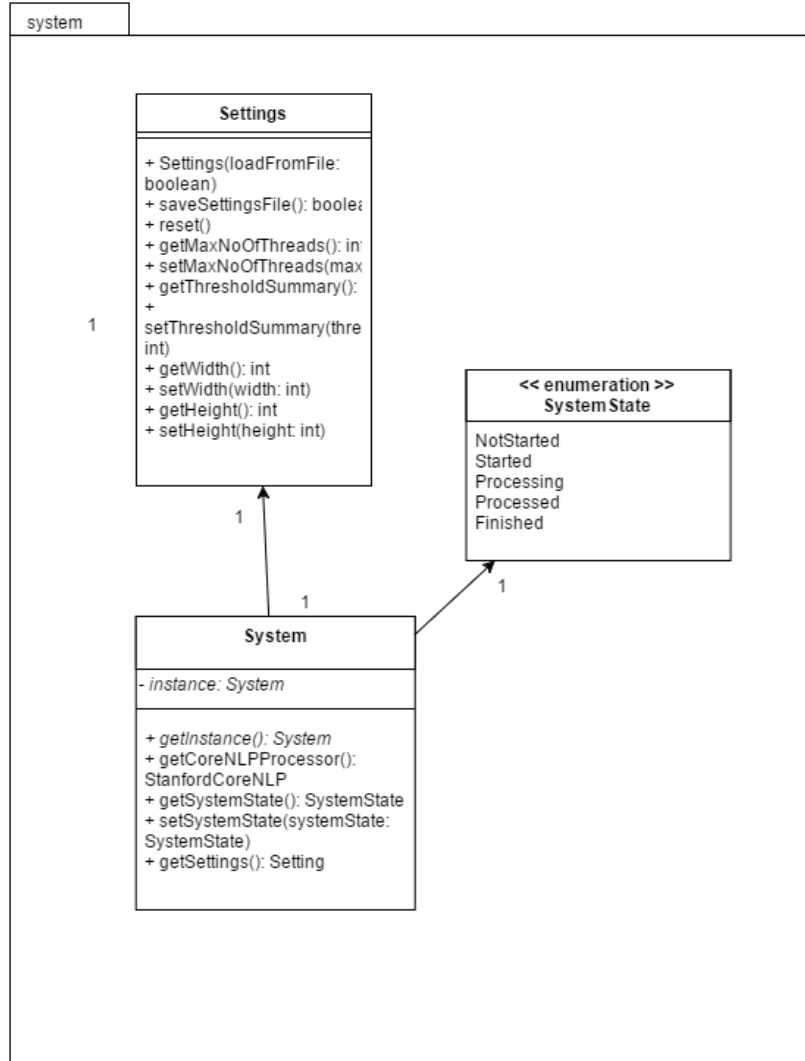 system
Settings
+ Settings(loadFromFile:
boolean)
+ saveSettingsFile(): boolea
+ reset()
+ getMaxNoOfThreads(): int
+ setMaxNoOfThreads(max
+ getThresholdSummary():
+
setThresholdSummary(thre
int)
+ getWidth(): int
+ setWidth(width: int)
+ getHeight(): int
+ setHeight(height: int)
1
<< enumeration >>
SystemState
NotStarted
Started
Processing
Processed
Finished
1
1
1
System
- instance: System
+ getInstance(): System
+ getCoreNLPProcessor():
StanfordCoreNLP
+ getSystemState(): SystemState
+ setSystemState(systemState:
SystemState)
+ getSettings(): Setting